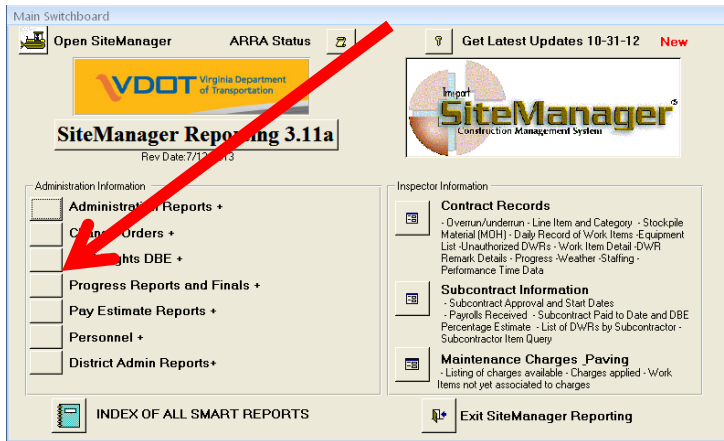 Main Switchboard
Open SiteManager
ARRA Status
Get Latest Updates 10-31-12 New
VDOT Virginia Department
of Transportation
SiteManager Reporting 3.11a
Rev Date:7/12
Trns•port
SiteManager
Construction Management System
Administration Information
Administration Reports +
Orders +
DBE +
Progress Reports and Finals +
Pay Estimate Reports +
Personnel +
District Admin Reports+
Inspector Information
Contract Records
- Overrun/underrun - Line Item and Category - Stockpile
Material (MOH) - Daily Record of Work Items -Equipment
List -Unauthorized DWRs - Work Item Detail -DWR
Remark Details - Progress -Weather -Staffing -
Performance Time Data
Subcontract Information
- Subcontract Approval and Start Dates
- Payrolls Received - Subcontract Paid to Date and DBE
Percentage Estimate - List of DWRs by Subcontractor -
Subcontractor Item Query
Maintenance Charges _Paving
- Listing of charges available - Charges applied - Work
Items not yet associated to charges
INDEX OF ALL SMART REPORTS
Exit SiteManager Reporting